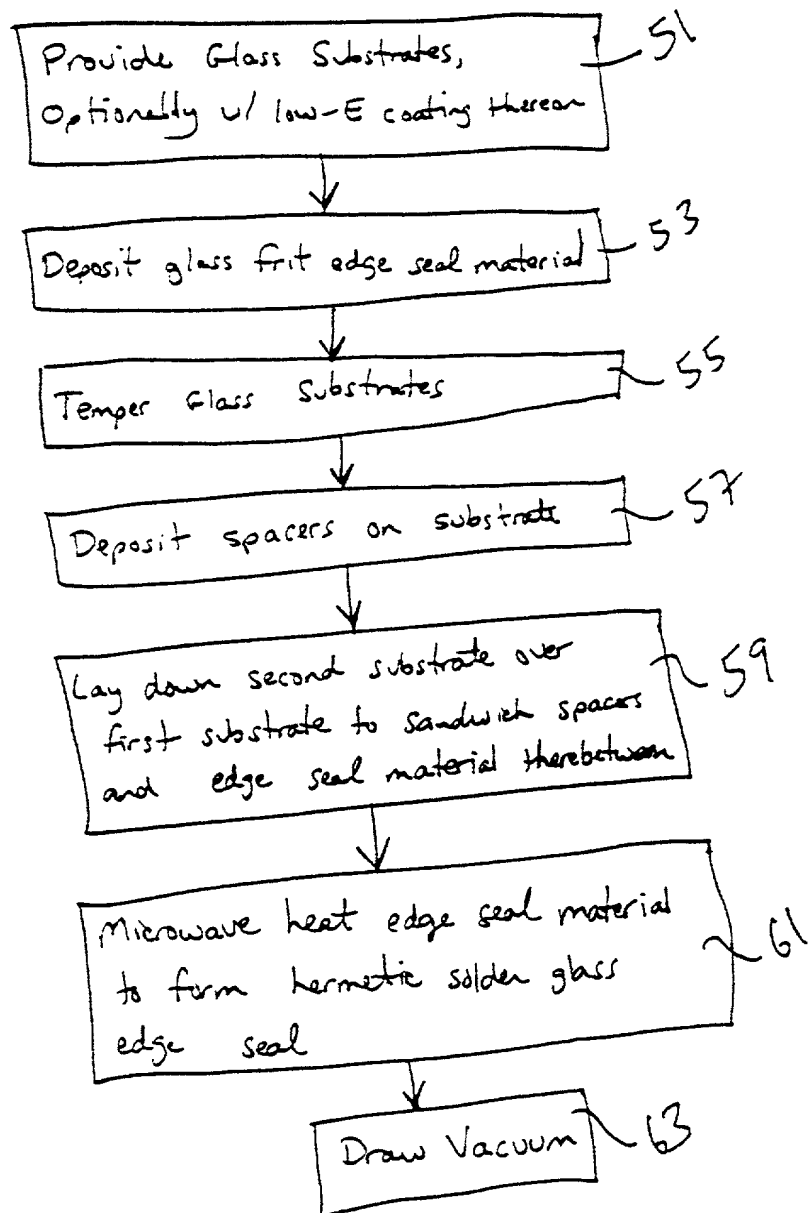 Provide Glass Substrates,
Optionally w/ low-E coating thereon
51
Deposit glass frit edge seal material
53
Temper Glass Substrates
55
Deposit spacers on substrate
57
Lay down second substrate over
first substrate to sandwich spacers
and edge seal material therebetween
59
Microwave heat edge seal material
to form hermetic solder glass
edge seal
61
Draw Vacuum
63